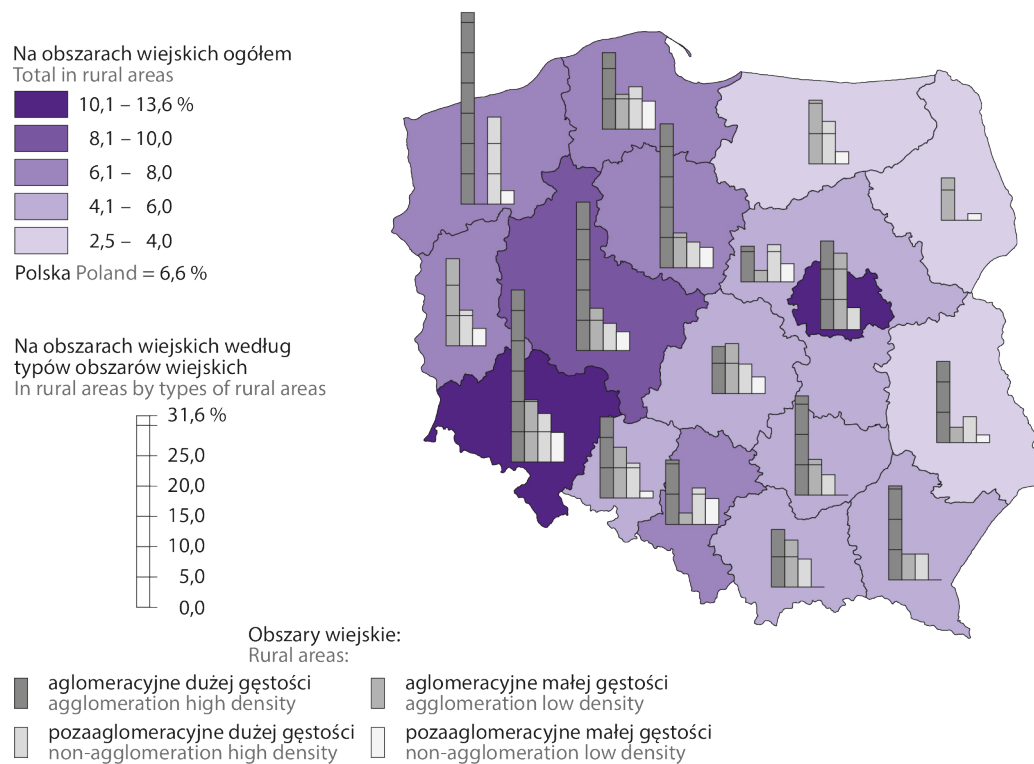 Na obszarach wiejskich ogółem
Total in rural areas
10,1 – 13,6 %
8,1 – 10,0
6,1 – 8,0
4,1 – 6,0
2,5 – 4,0
Polska Poland = 6,6 %
Na obszarach wiejskich według
typów obszarów wiejskich
In rural areas by types of rural areas
31,6 %
25,0
20,0
15,0
10,0
5,0
0,0
Obszary wiejskie:
Rural areas:
aglomeracyjne dużej gęstości
agglomeration high density
aglomeracyjne małej gęstości
agglomeration low density
pozaaglomeracyjne dużej gęstości
non-agglomeration high density
pozaaglomeracyjne małej gęstości
non-agglomeration low density